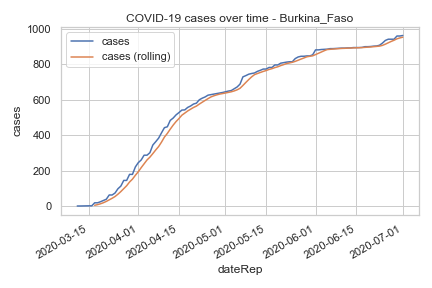 COVID-19 cases over time - Burkina_Faso
1000
800
600
400
200
0
cases
cases
cases (rolling)
2020-03-15
2020-04-01
2020-04-15
2020-05-01
2020-05-15
2020-06-01
2020-06-15
2020-07-01
dateRep